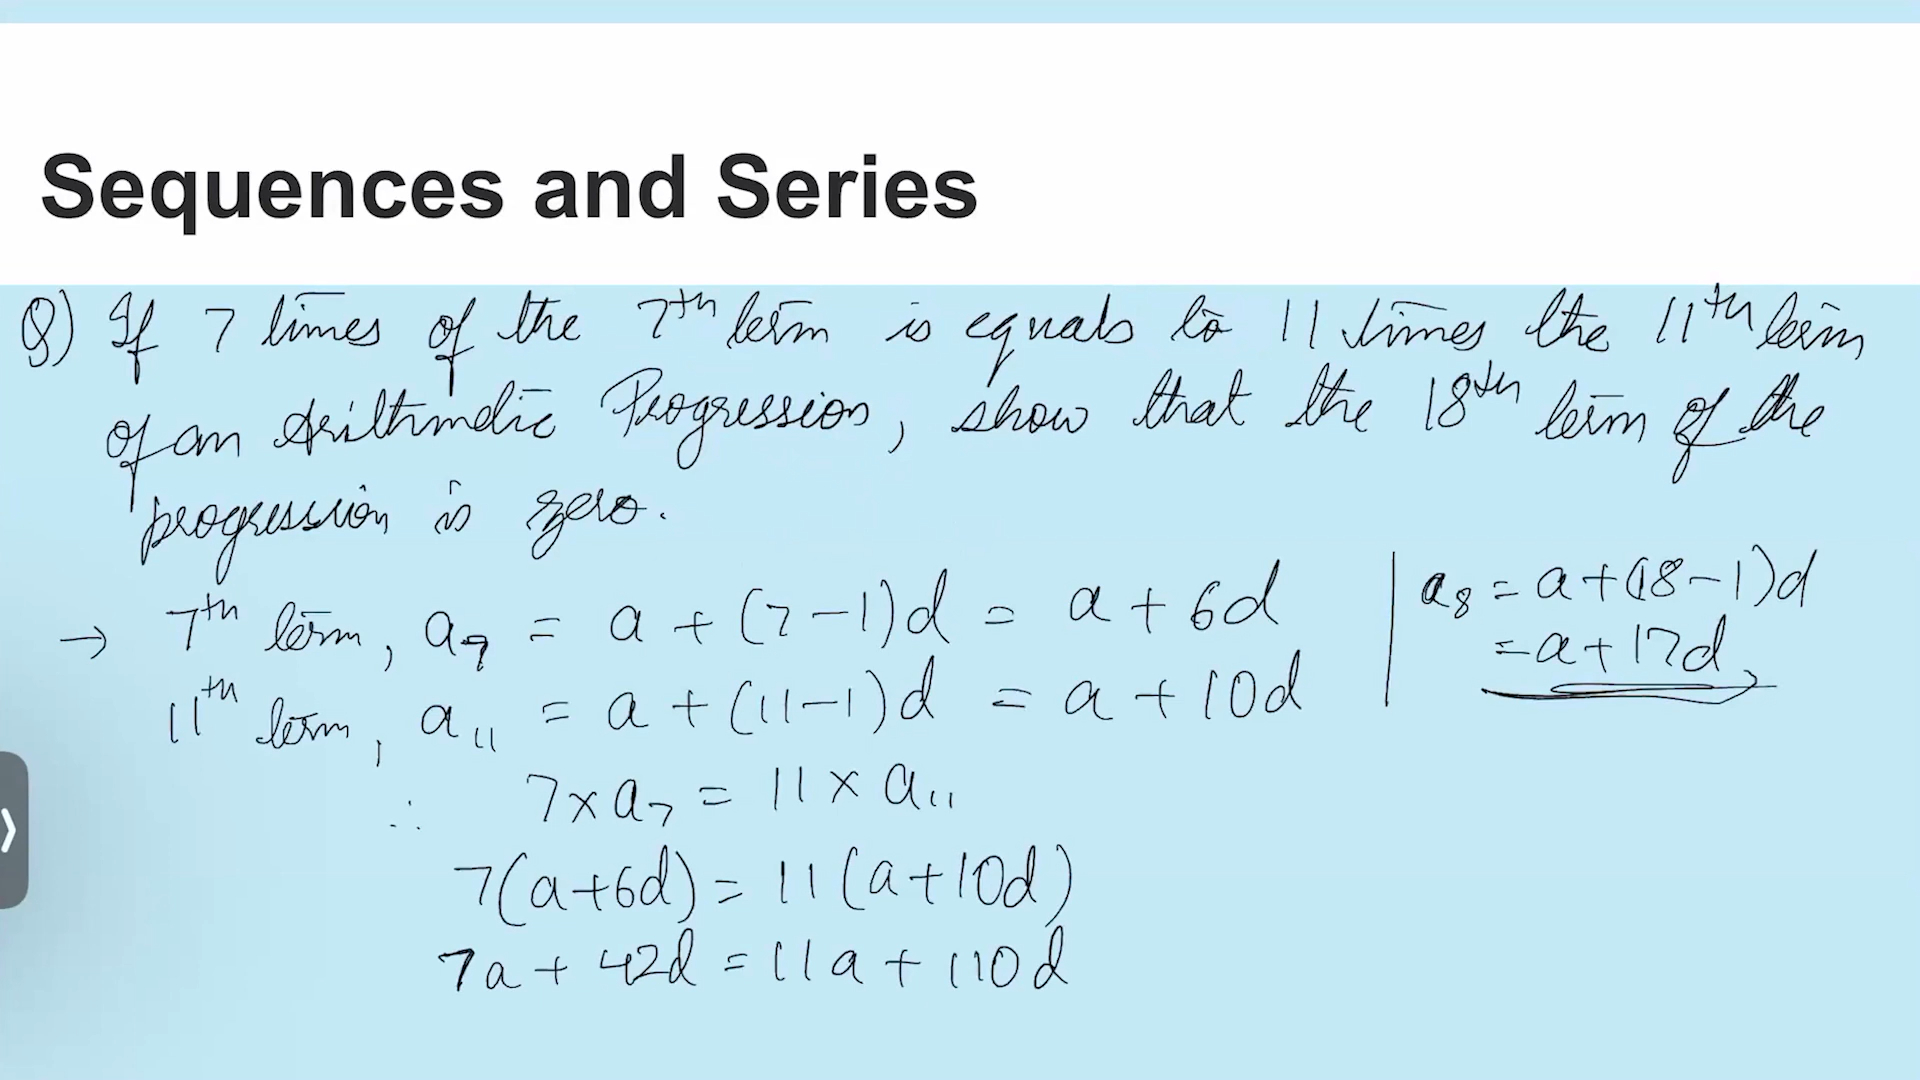 Sequences and Series
Q) If 7 times of the 7th term is equals to 11 times the 11th term
of an Arithmetic Progression, show that the 18th term of the
progression is zero.
→ 7th term, a₇ = a + (7-1)d = a + 6d
11th term, a₁₁ = a + (11-1)d = a + 10d
∴ 7×a₇ = 11 × a₁₁
7(a+6d) = 11(a+10d)
7a + 42d = 11a + 110d
a₈ = a+(18-1)d
= a+17d